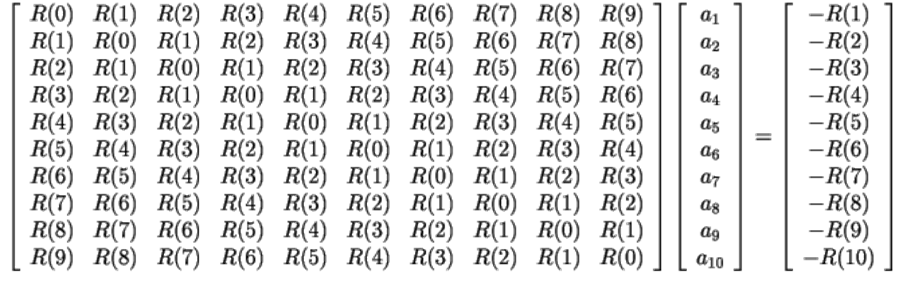 R(0) R(1) R(2) R(3) R(4) R(5) R(6) R(7) R(8) R(9) a₁ −R(1)
R(1) R(0) R(1) R(2) R(3) R(4) R(5) R(6) R(7) R(8) a₂ −R(2)
R(2) R(1) R(0) R(1) R(2) R(3) R(4) R(5) R(6) R(7) a₃ −R(3)
R(3) R(2) R(1) R(0) R(1) R(2) R(3) R(4) R(5) R(6) a₄ −R(4)
R(4) R(3) R(2) R(1) R(0) R(1) R(2) R(3) R(4) R(5) a₅ = −R(5)
R(5) R(4) R(3) R(2) R(1) R(0) R(1) R(2) R(3) R(4) a₆ −R(6)
R(6) R(5) R(4) R(3) R(2) R(1) R(0) R(1) R(2) R(3) a₇ −R(7)
R(7) R(6) R(5) R(4) R(3) R(2) R(1) R(0) R(1) R(2) a₈ −R(8)
R(8) R(7) R(6) R(5) R(4) R(3) R(2) R(1) R(0) R(1) a₉ −R(9)
R(9) R(8) R(7) R(6) R(5) R(4) R(3) R(2) R(1) R(0) a₁₀ −R(10)